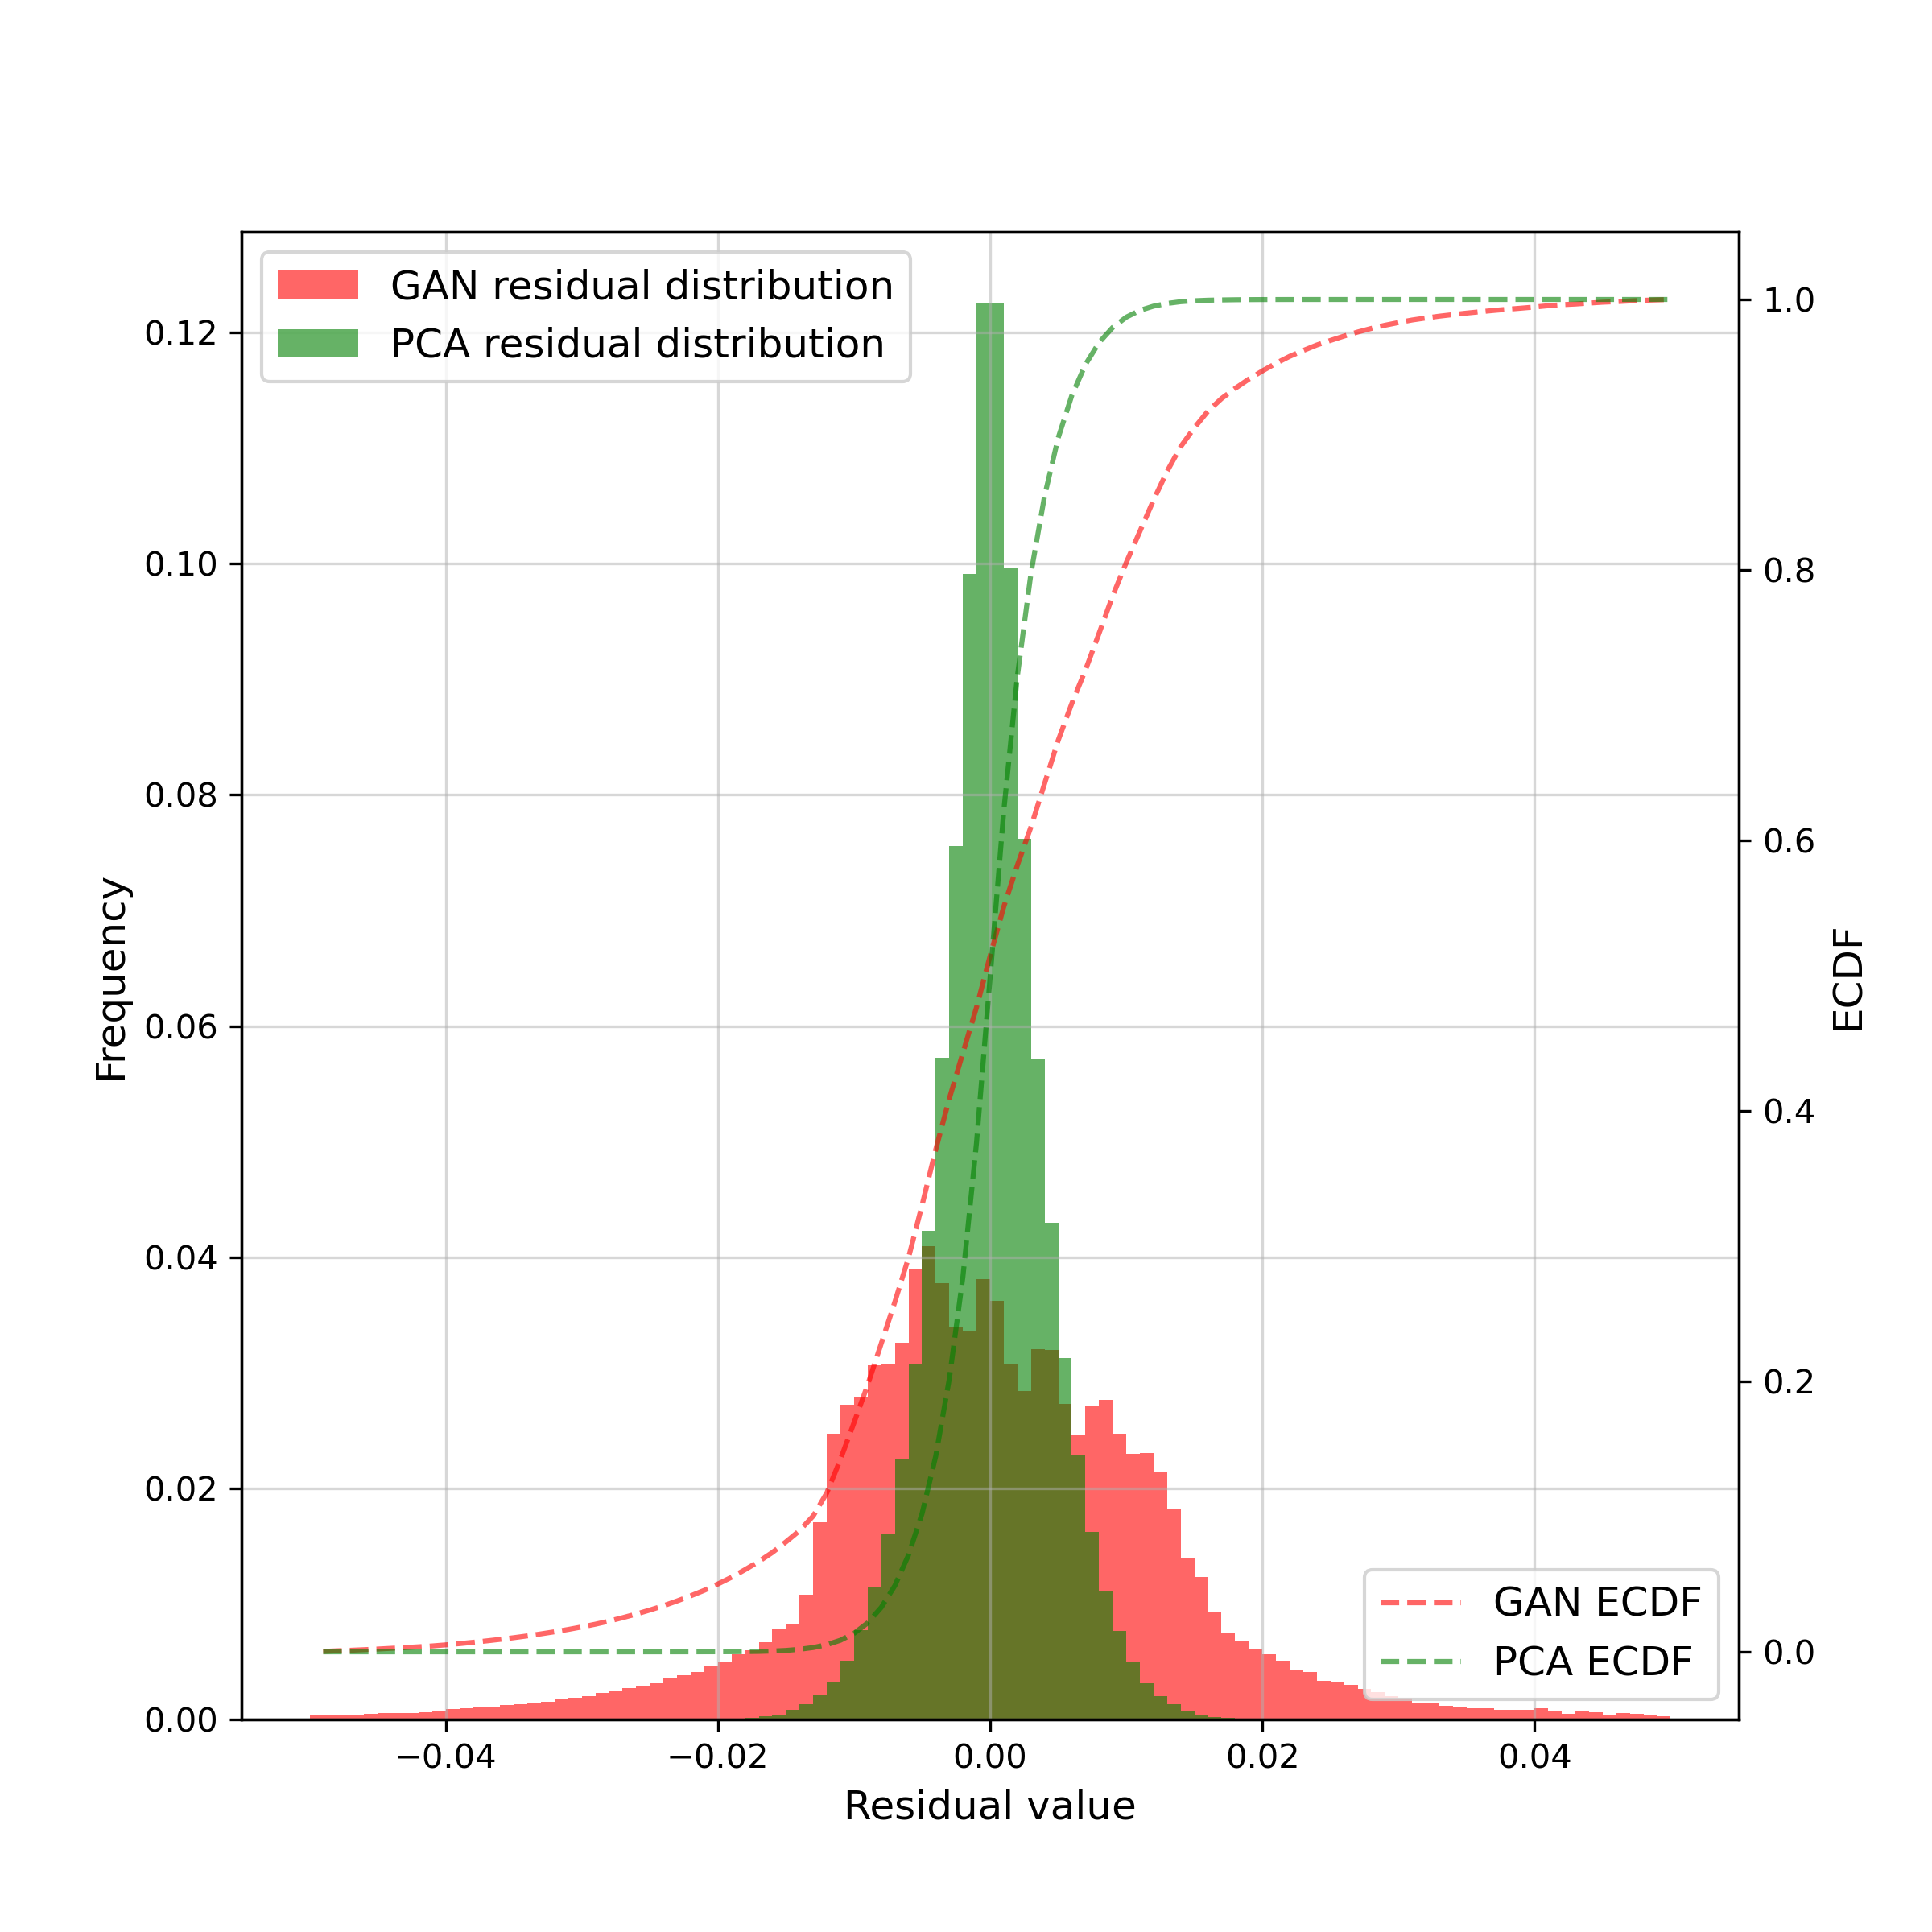 GAN residual distribution
PCA residual distribution
0.12
0.10
0.08
0.06
0.04
0.02
0.00
Frequency
1.0
0.8
0.6
0.4
0.2
0.0
ECDF
GAN ECDF
PCA ECDF
−0.04 −0.02 0.00 0.02 0.04
Residual value